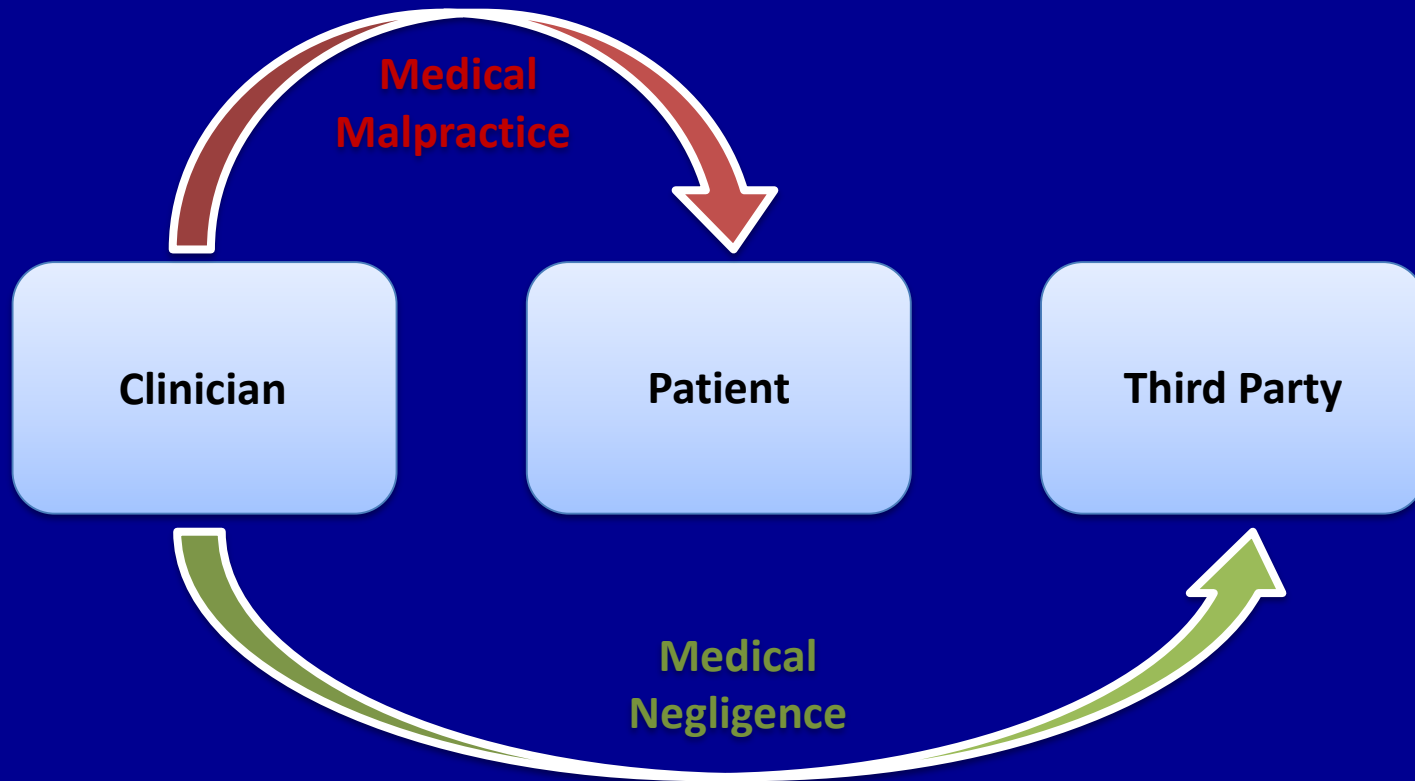 Medical
Malpractice
Clinician
Patient
Third Party
Medical
Negligence